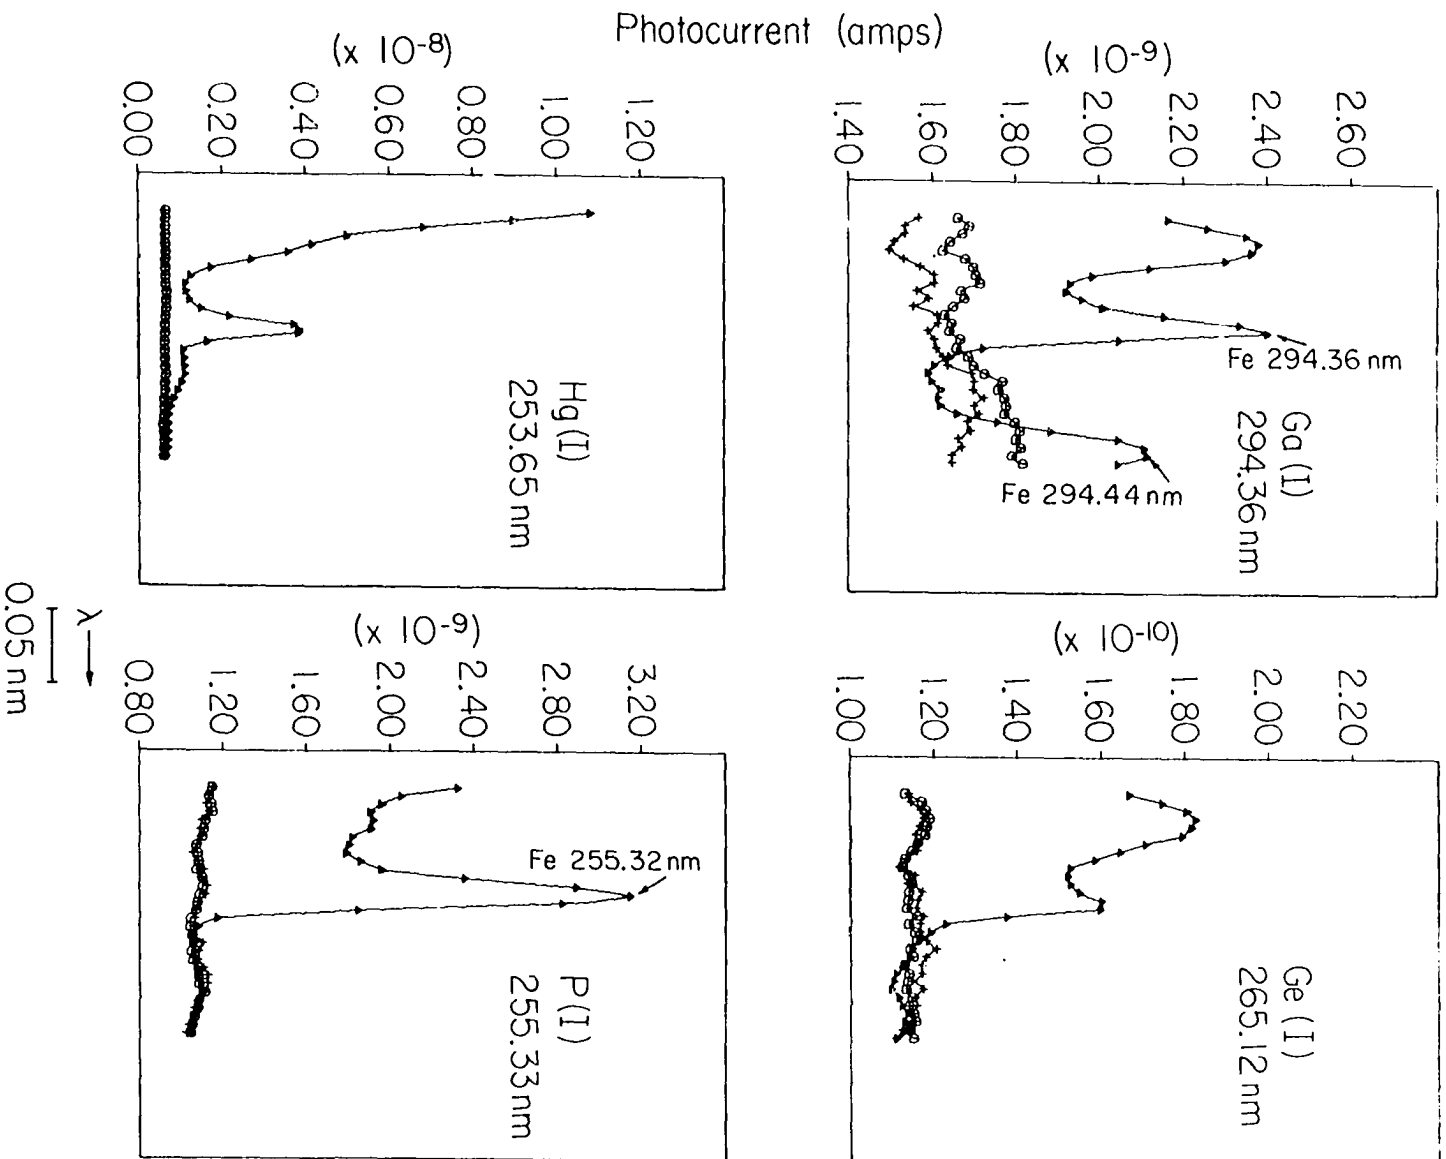 Photocurrent (amps)
(x 10-8)
0.00
0.20
0.40
0.60
0.80
1.00
1.20
Hg (I)
253.65 nm
(x 10-9)
1.40
1.60
1.80
2.00
2.20
2.40
2.60
Fe 294.36 nm
Ga (I)
294.36 nm
Fe 294.44 nm
(x 10-9)
0.80
1.20
1.60
2.00
2.40
2.80
3.20
Fe 255.32 nm
P (I)
255.33 nm
(x 10-10)
1.00
1.20
1.40
1.60
1.80
2.00
2.20
Ge (I)
265.12 nm
λ
0.05 nm